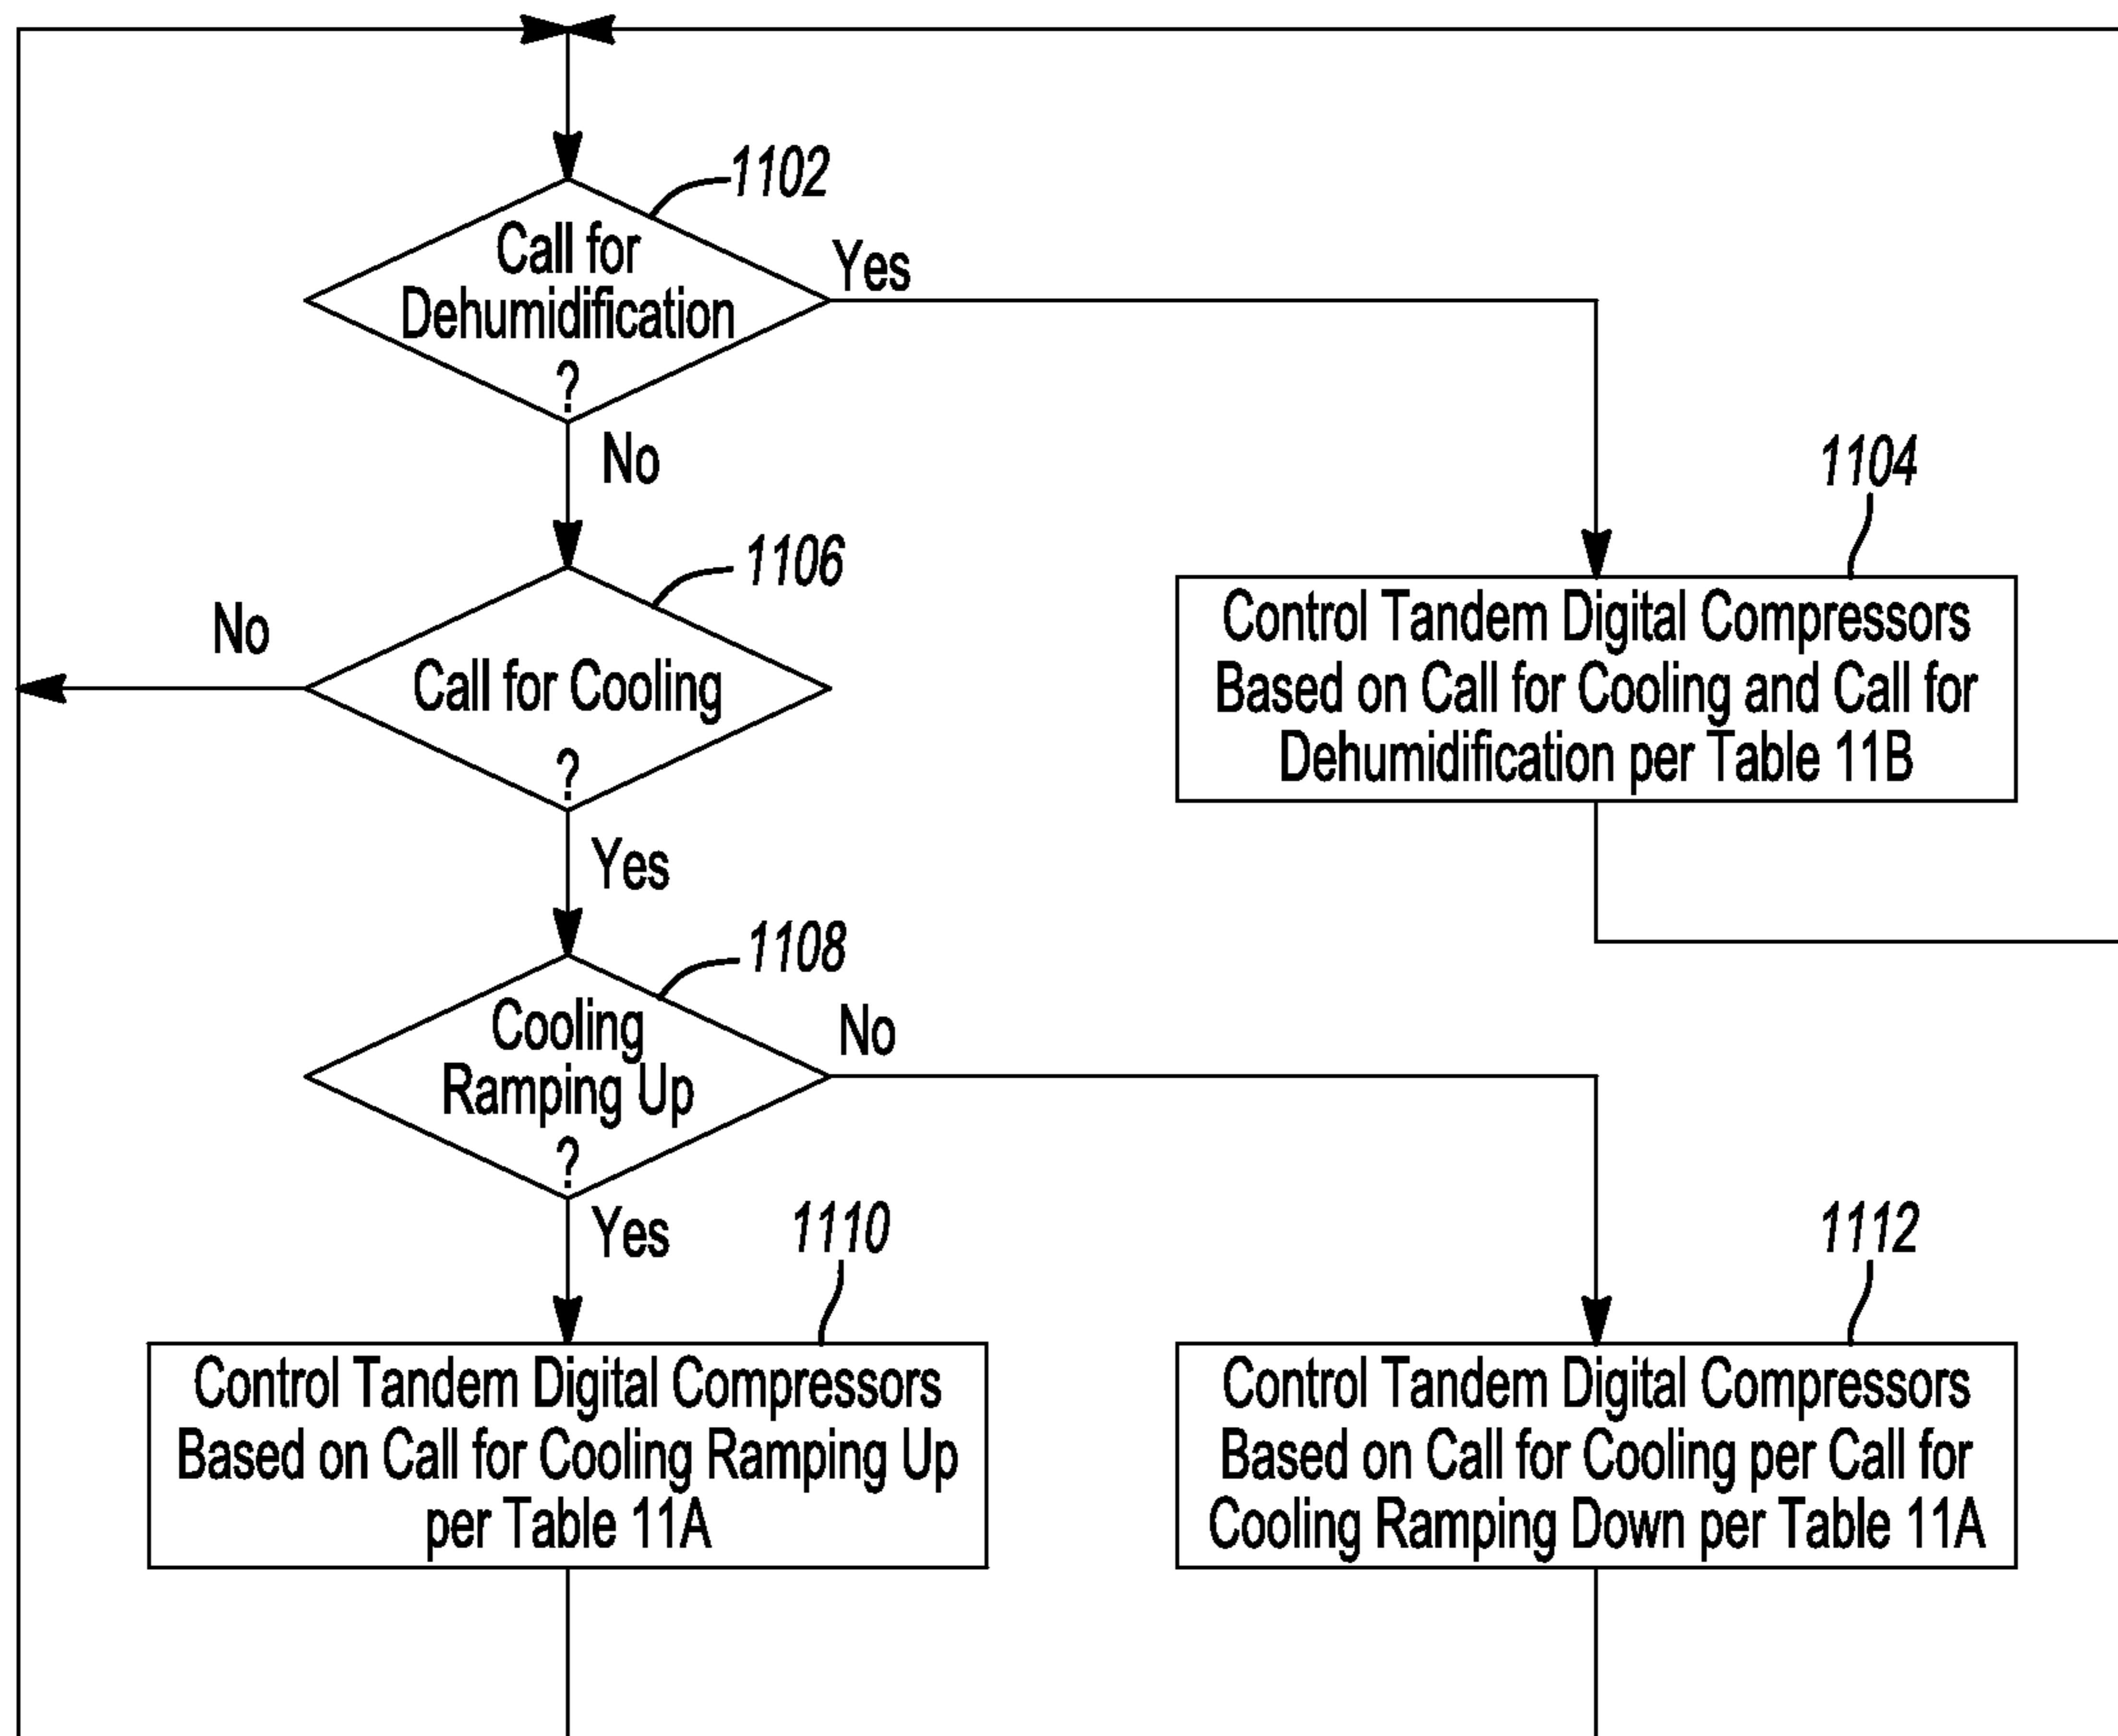 1102
Call for
Dehumidification
?
Yes
No
1104
Control Tandem Digital Compressors
Based on Call for Cooling and Call for
Dehumidification per Table 11B
1106
No
Call for Cooling
?
Yes
1108
Cooling
Ramping Up
?
No
Yes
1110
Control Tandem Digital Compressors
Based on Call for Cooling Ramping Up
per Table 11A
1112
Control Tandem Digital Compressors
Based on Call for Cooling per Call for
Cooling Ramping Down per Table 11A